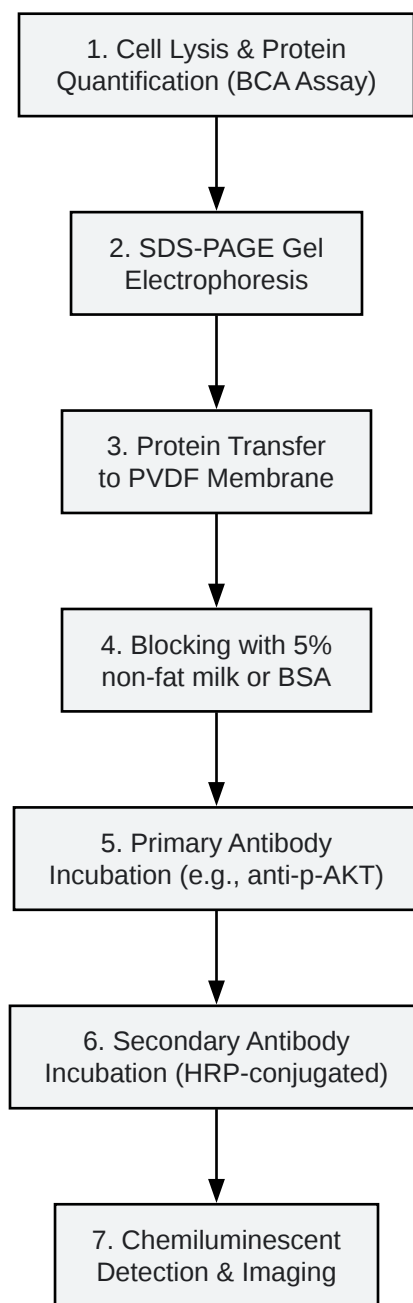 1. Cell Lysis & Protein
Quantification (BCA Assay)
2. SDS-PAGE Gel
Electrophoresis
3. Protein Transfer
to PVDF Membrane
4. Blocking with 5%
non-fat milk or BSA
5. Primary Antibody
Incubation (e.g., anti-p-AKT)
6. Secondary Antibody
Incubation (HRP-conjugated)
7. Chemiluminescent
Detection & Imaging